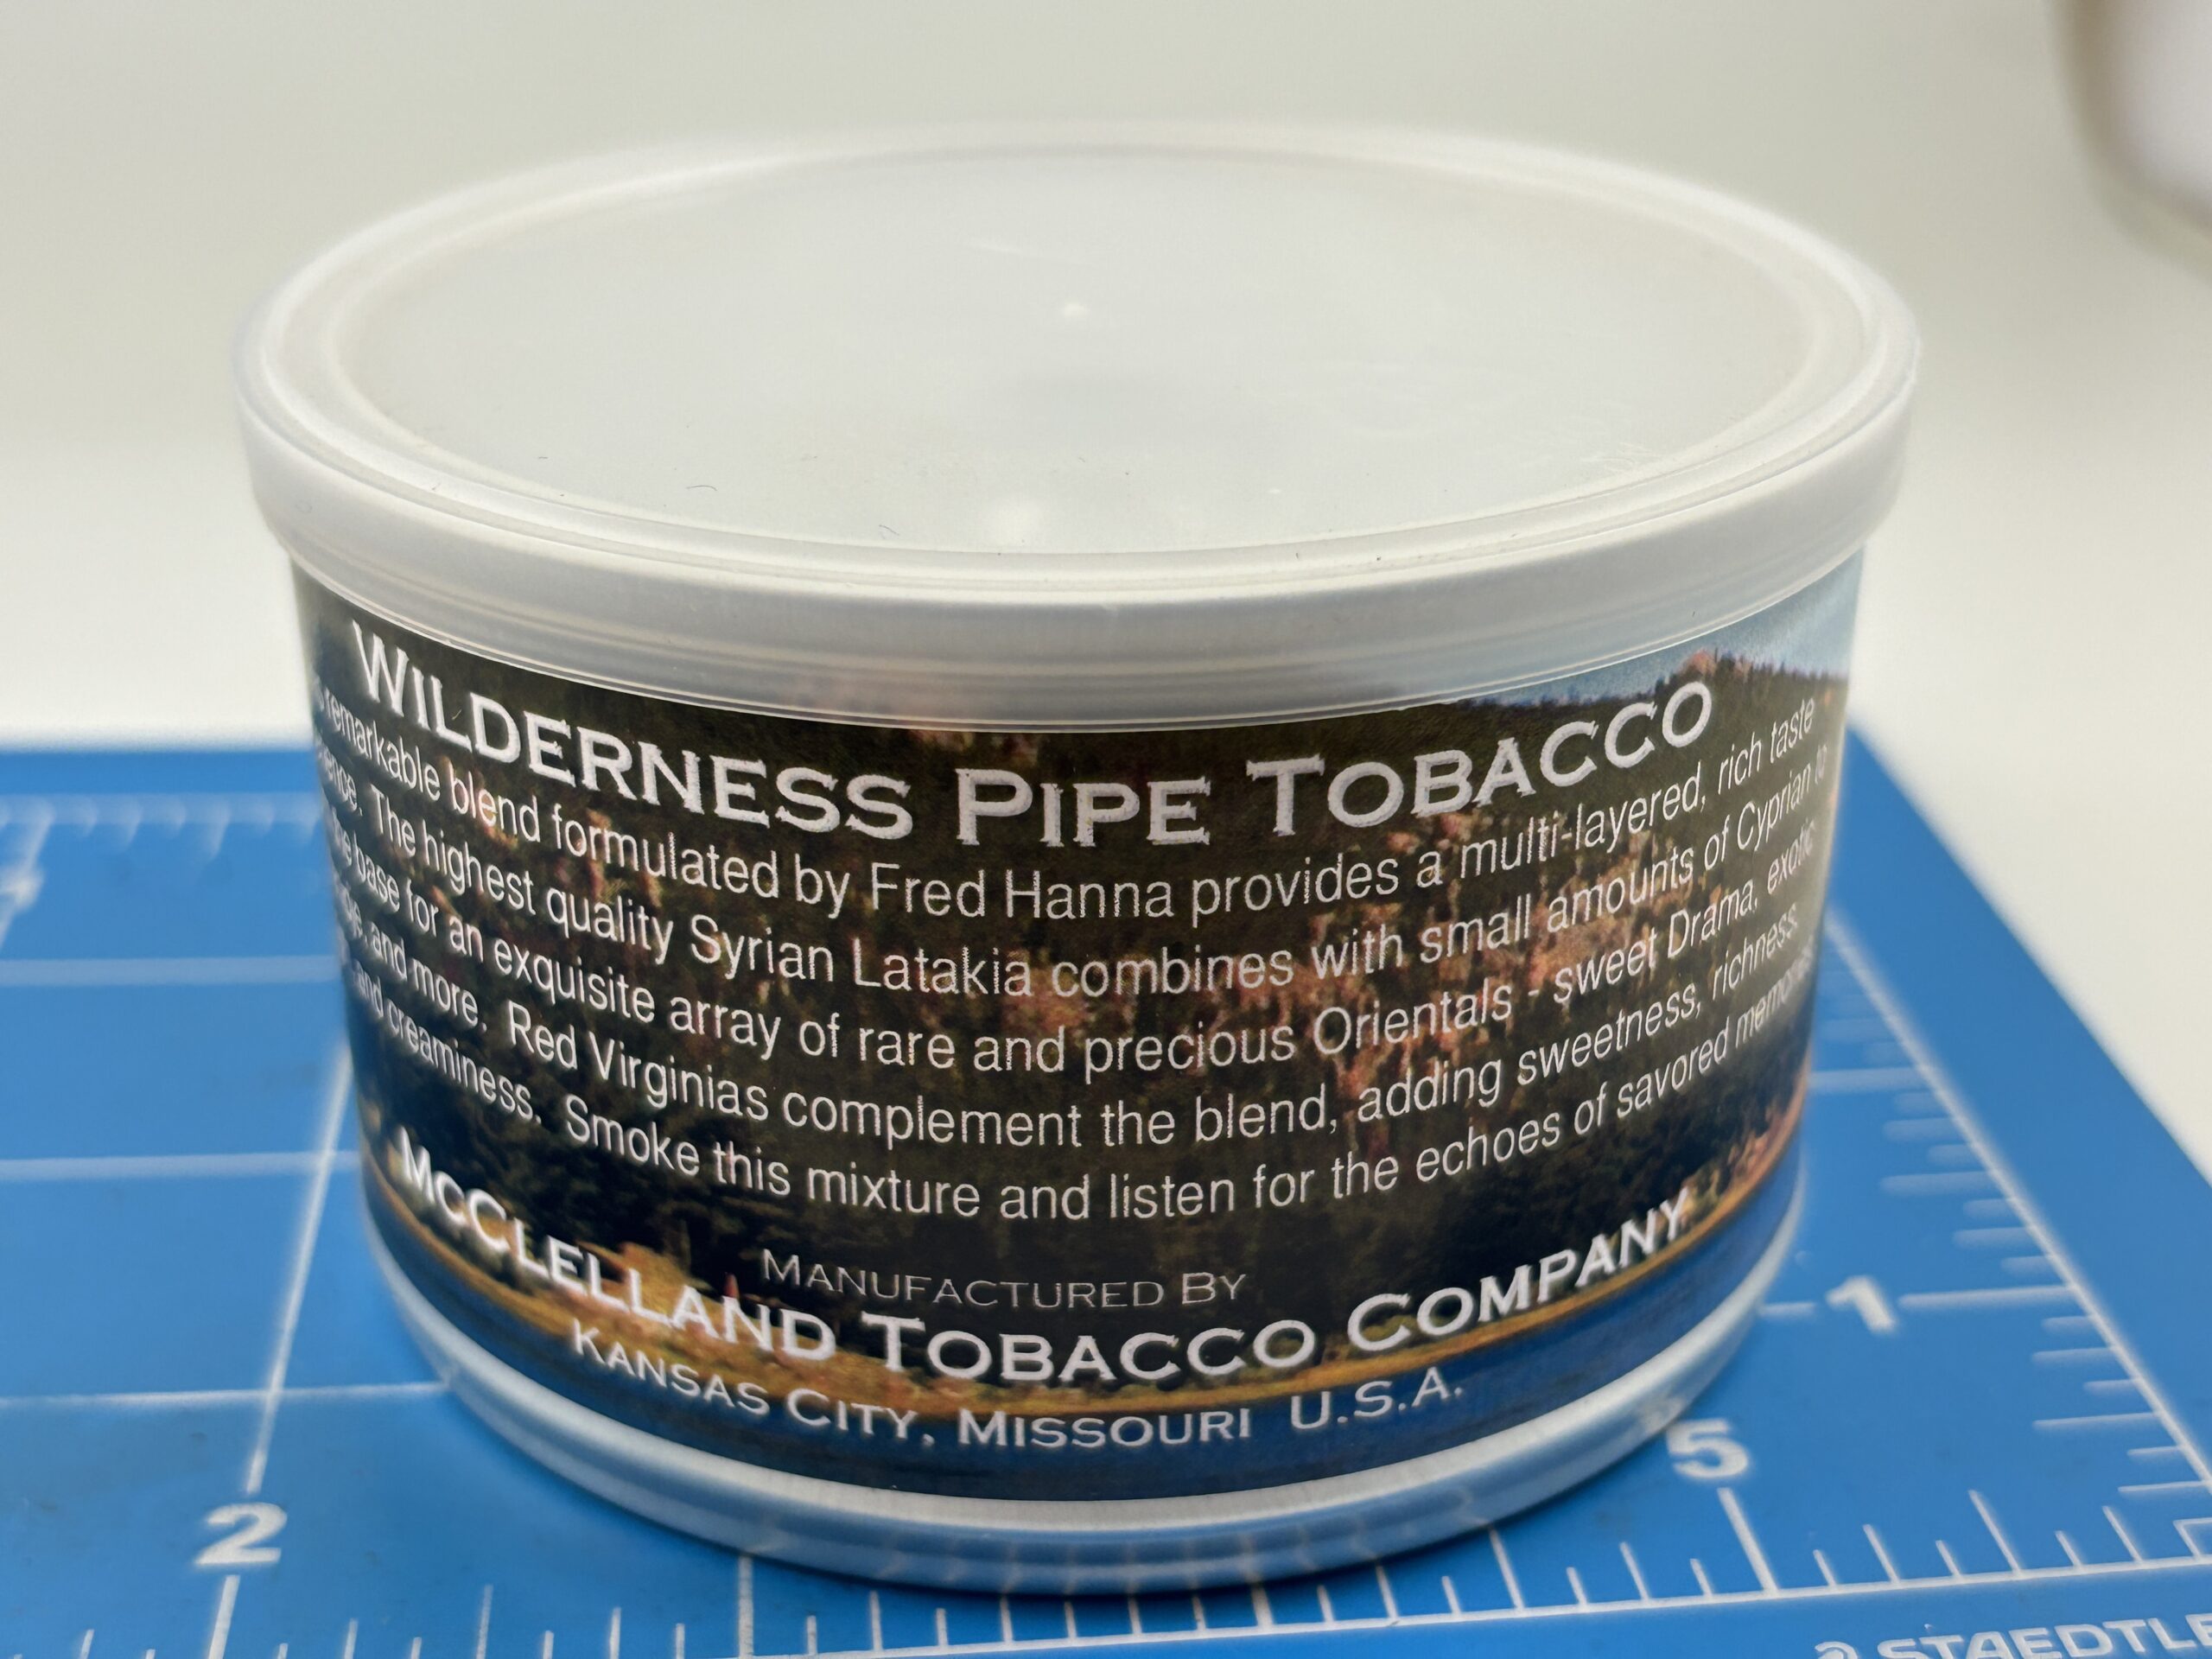 WILDERNESS PIPE TOBACCO
remarkable blend formulated by Fred Hanna provides a multi-layered, rich taste
The highest quality Syrian Latakia combines with small amounts of Cyprian to
base for an exquisite array of rare and precious Orientals - sweet Drama, exotic
and more. Red Virginias complement the blend, adding sweetness, richness,
and creaminess. Smoke this mixture and listen for the echoes of savored
MANUFACTURED BY
MCCLELLAND TOBACCO COMPANY
KANSAS CITY, MISSOURI U.S.A.
1
5
2